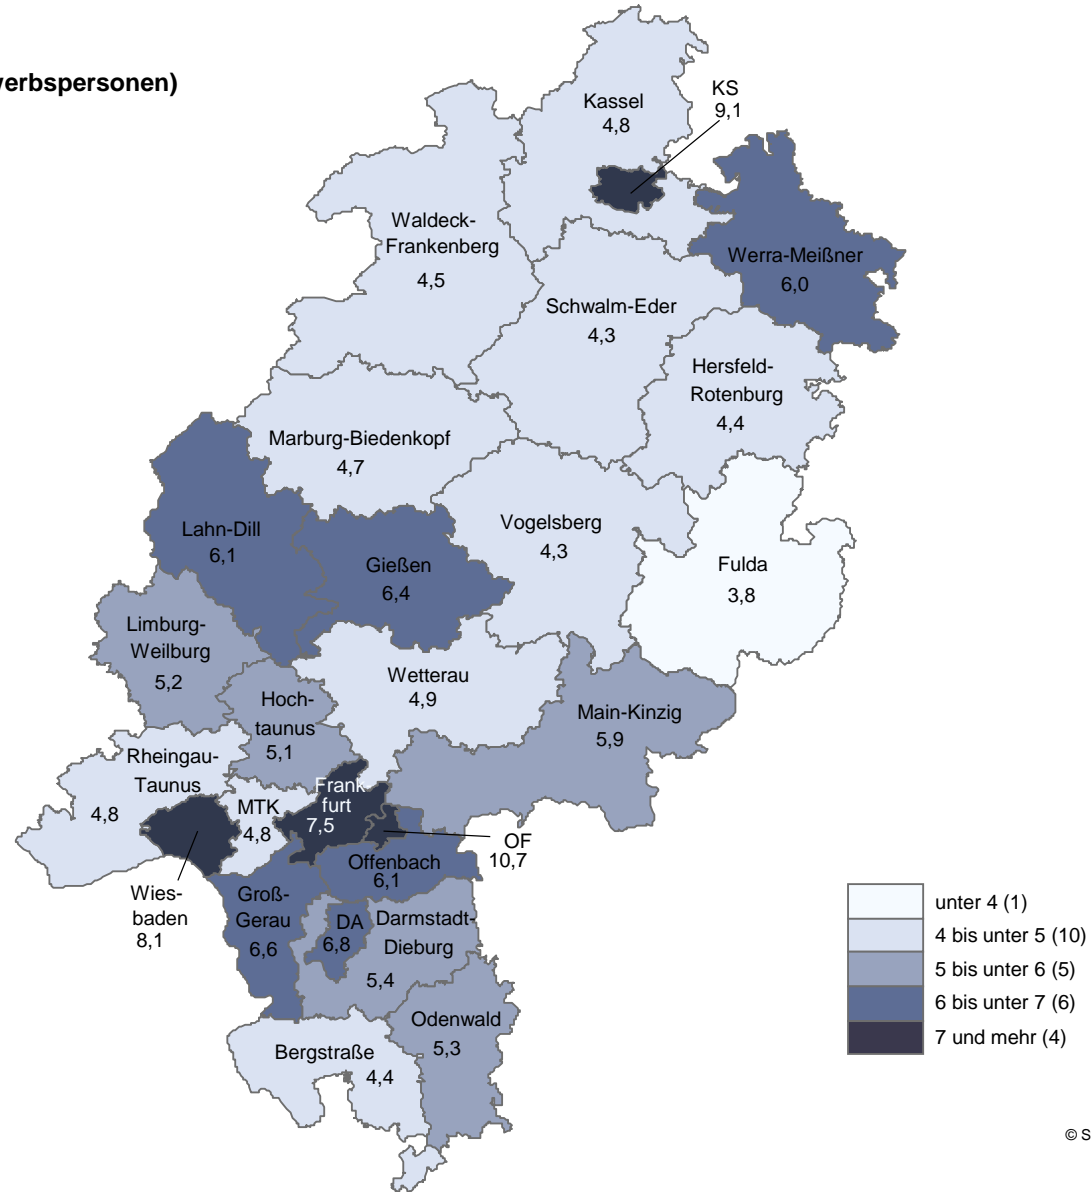 verbspersonen)
KS
9,1
Kassel
4,8
Waldeck-
Frankenberg
4,5
Werra-Meißner
6,0
Schwalm-Eder
4,3
Hersfeld-
Rotenburg
4,4
Marburg-Biedenkopf
4,7
Lahn-Dill
6,1
Gießen
6,4
Vogelsberg
4,3
Fulda
3,8
Limburg-
Weilburg
5,2
Wetterau
4,9
Hoch-
taunus
5,1
Main-Kinzig
5,9
Rheingau-
Taunus
4,8
MTK
4,8
Frank
furt
7,5
OF
10,7
Offenbach
6,1
Wies-
baden
8,1
Groß-
Gerau
6,6
DA
6,8
Darmstadt-
Dieburg
5,4
Odenwald
5,3
Bergstraße
4,4
unter 4 (1)
4 bis unter 5 (10)
5 bis unter 6 (5)
6 bis unter 7 (6)
7 und mehr (4)
© S